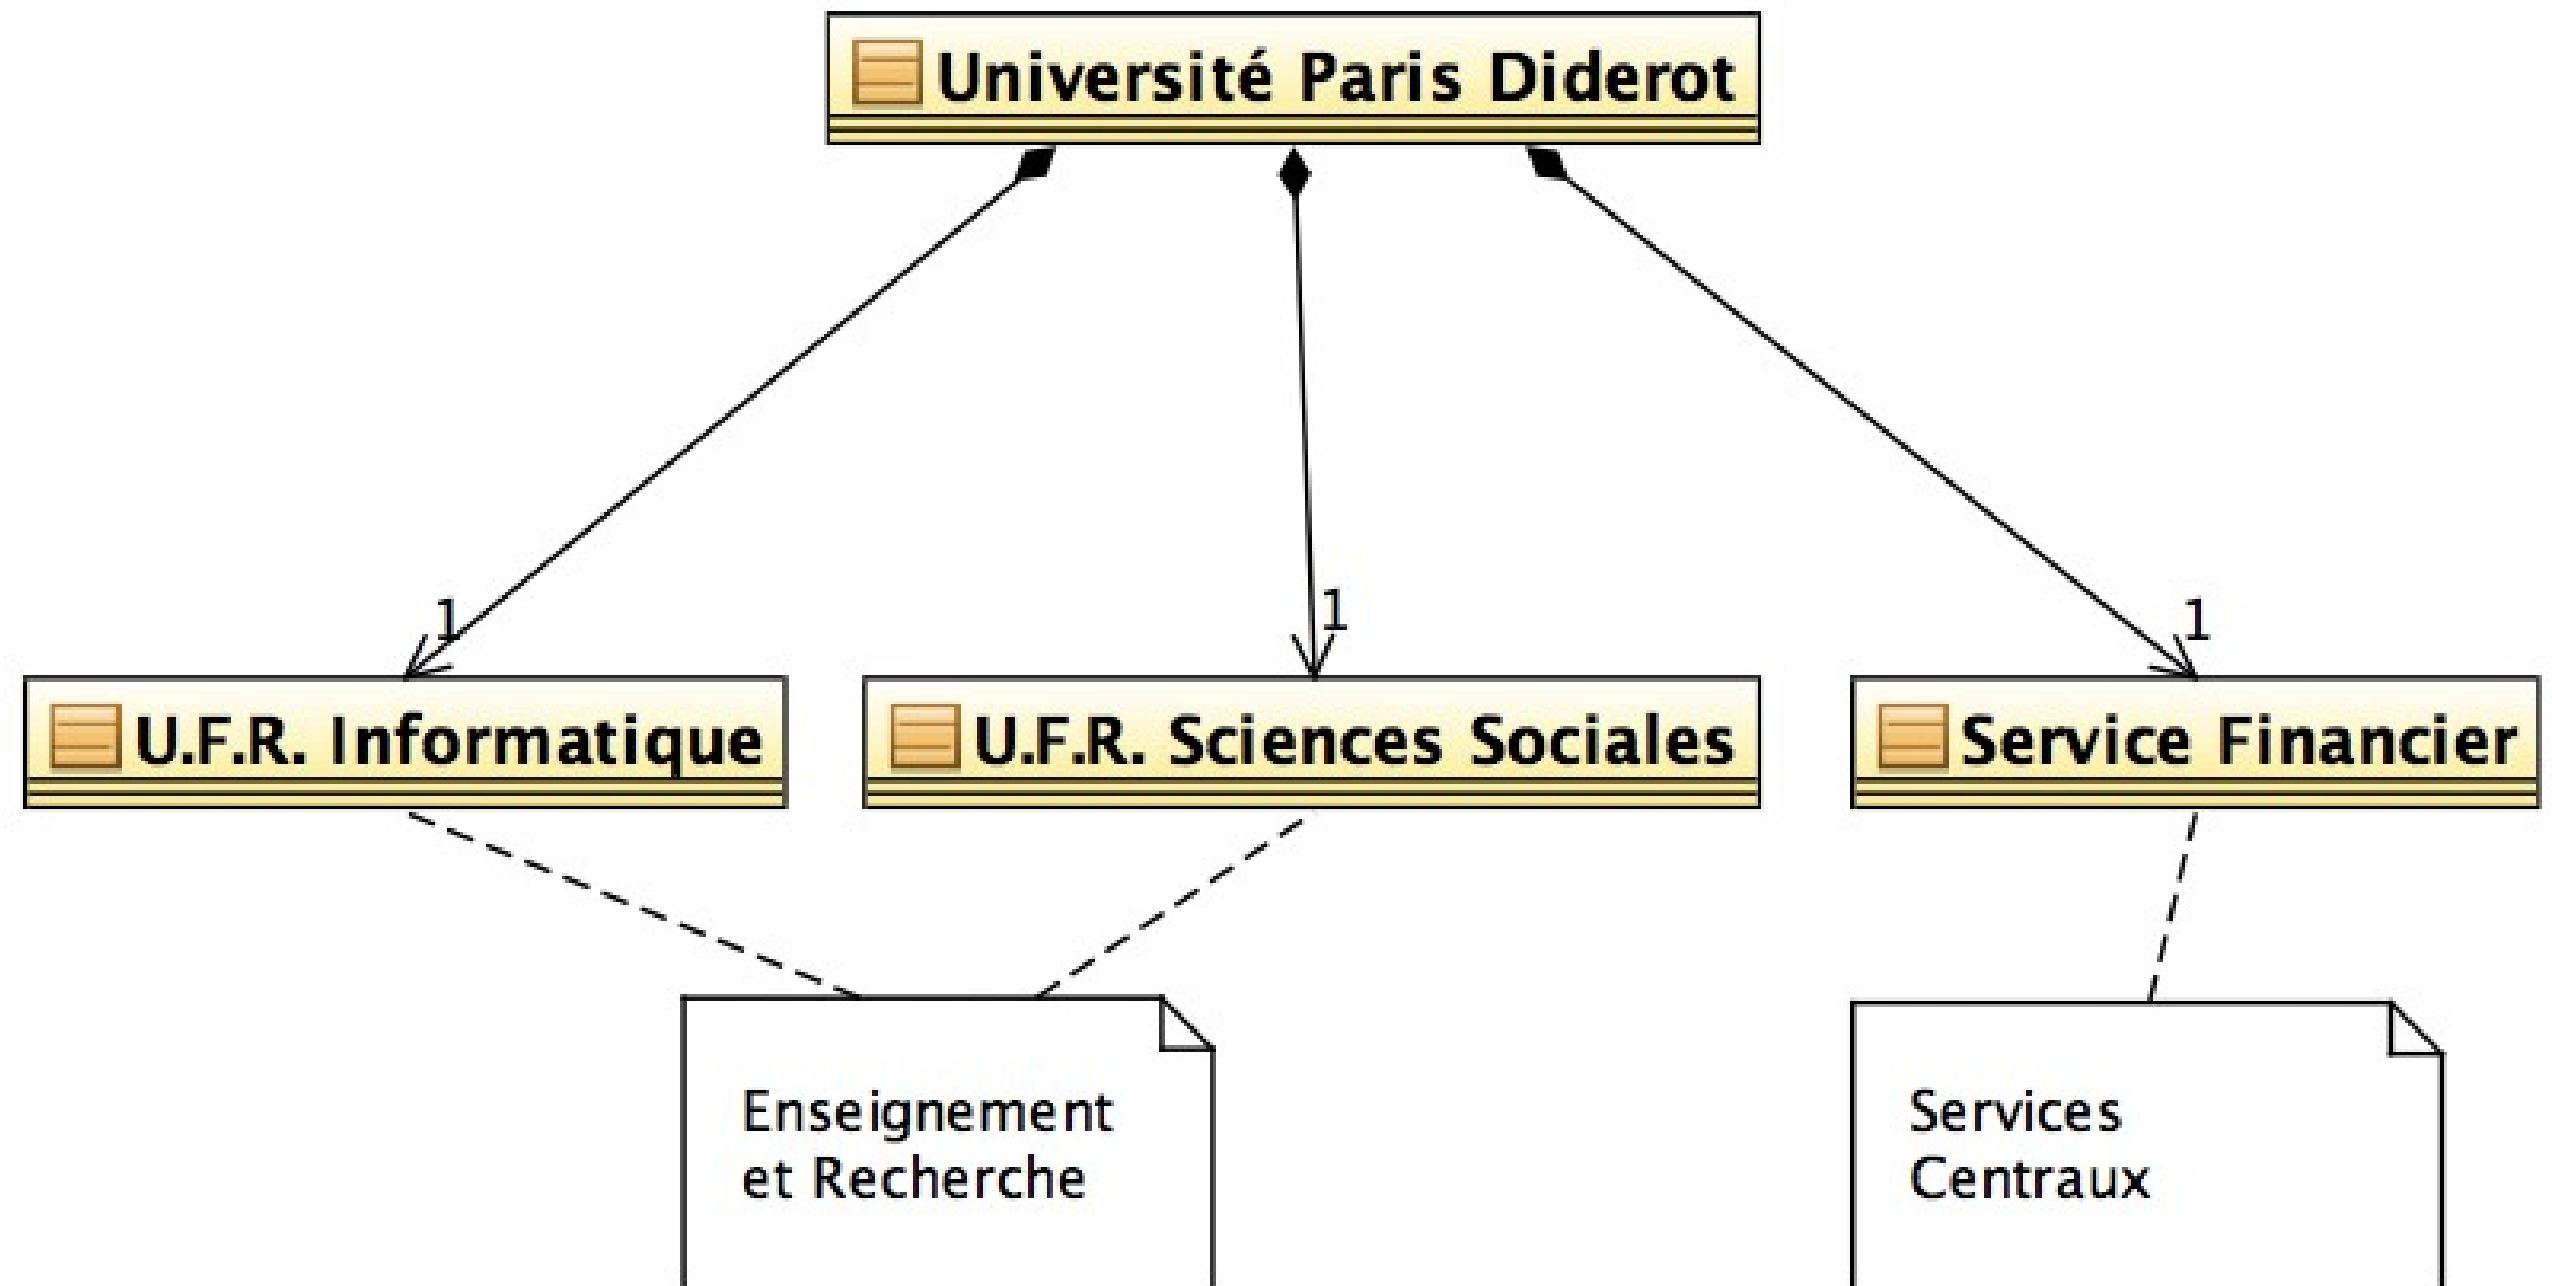 Université Paris Diderot
1
1
1
U.F.R. Informatique
U.F.R. Sciences Sociales
Service Financier
Enseignement
et Recherche
Services
Centraux